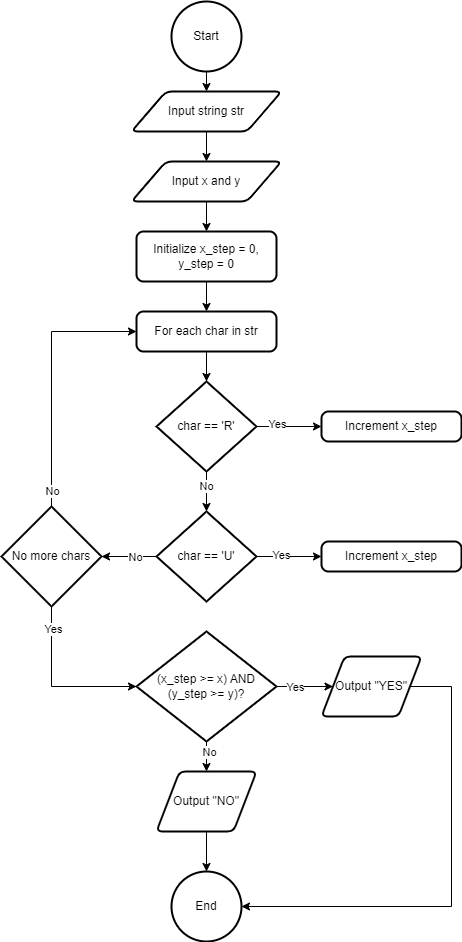 Start
Input string str
Input x and y
Initialize x_step = 0,
y_step = 0
For each char in str
char == 'R'
Yes
Increment x_step
No
No
No more chars
No
char == 'U'
Yes
Increment x_step
Yes
(x_step >= x) AND
(y_step >= y)?
Yes
Output "YES"
No
Output "NO"
End